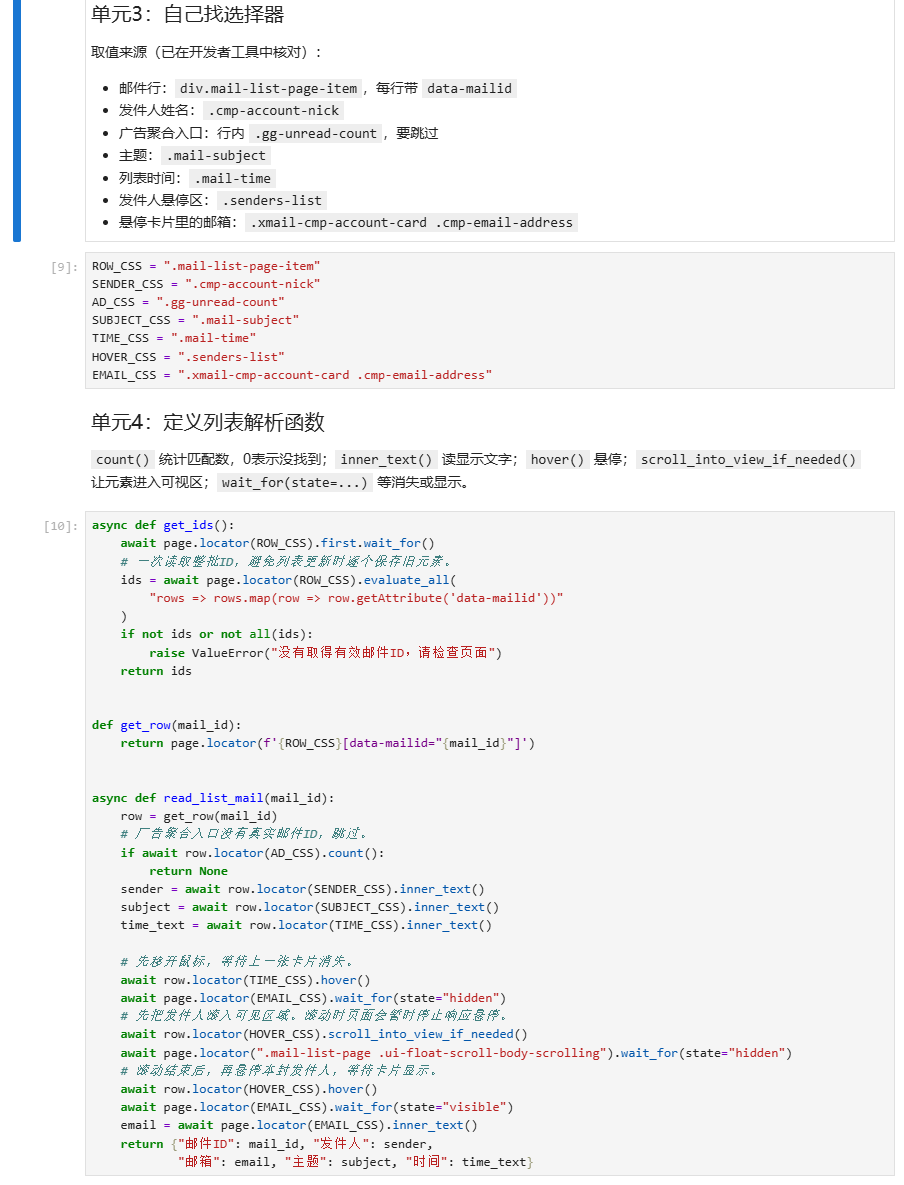 单元3：自己找选择器
取值来源（已在开发者工具中核对）：
• 邮件行：div.mail-list-page-item，每行带 data-mailid
• 发件人姓名：.cmp-account-nick
• 广告聚合入口：行内 .gg-unread-count，要跳过
• 主题：.mail-subject
• 列表时间：.mail-time
• 发件人悬停区：.senders-list
• 悬停卡片里的邮箱：.xmail-cmp-account-card .cmp-email-address
[9]:
ROW_CSS = ".mail-list-page-item"
SENDER_CSS = ".cmp-account-nick"
AD_CSS = ".gg-unread-count"
SUBJECT_CSS = ".mail-subject"
TIME_CSS = ".mail-time"
HOVER_CSS = ".senders-list"
EMAIL_CSS = ".xmail-cmp-account-card .cmp-email-address"
单元4：定义列表解析函数
count() 统计匹配数，0表示没找到；inner_text() 读显示文字；hover() 悬停；scroll_into_view_if_needed()
让元素进入可视区；wait_for(state=...) 等消失或显示。
[10]:
async def get_ids():
    await page.locator(ROW_CSS).first.wait_for()
    # 一次读取整批ID，避免列表更新时逐个保存旧元素。
    ids = await page.locator(ROW_CSS).evaluate_all(
        "rows => rows.map(row => row.getAttribute('data-mailid'))"
    )
    if not ids or not all(ids):
        raise ValueError("没有取得有效邮件ID，请检查页面")
    return ids
def get_row(mail_id):
    return page.locator(f'{ROW_CSS}[data-mailid="{mail_id}"]')
async def read_list_mail(mail_id):
    row = get_row(mail_id)
    # 广告聚合入口没有真实邮件ID，跳过。
    if await row.locator(AD_CSS).count():
        return None
    sender = await row.locator(SENDER_CSS).inner_text()
    subject = await row.locator(SUBJECT_CSS).inner_text()
    time_text = await row.locator(TIME_CSS).inner_text()
    # 先移开鼠标，等待上一张卡片消失。
    await row.locator(TIME_CSS).hover()
    await page.locator(EMAIL_CSS).wait_for(state="hidden")
    # 先把发件人滚入可见区域。滚动时页面会暂时停止响应悬停。
    await row.locator(HOVER_CSS).scroll_into_view_if_needed()
    await page.locator(".mail-list-page .ui-float-scroll-body-scrolling").wait_for(state="hidden")
    # 滚动结束后，再悬停本封发件人，等待卡片显示。
    await row.locator(HOVER_CSS).hover()
    await page.locator(EMAIL_CSS).wait_for(state="visible")
    email = await page.locator(EMAIL_CSS).inner_text()
    return {"邮件ID": mail_id, "发件人": sender,
            "邮箱": email, "主题": subject, "时间": time_text}